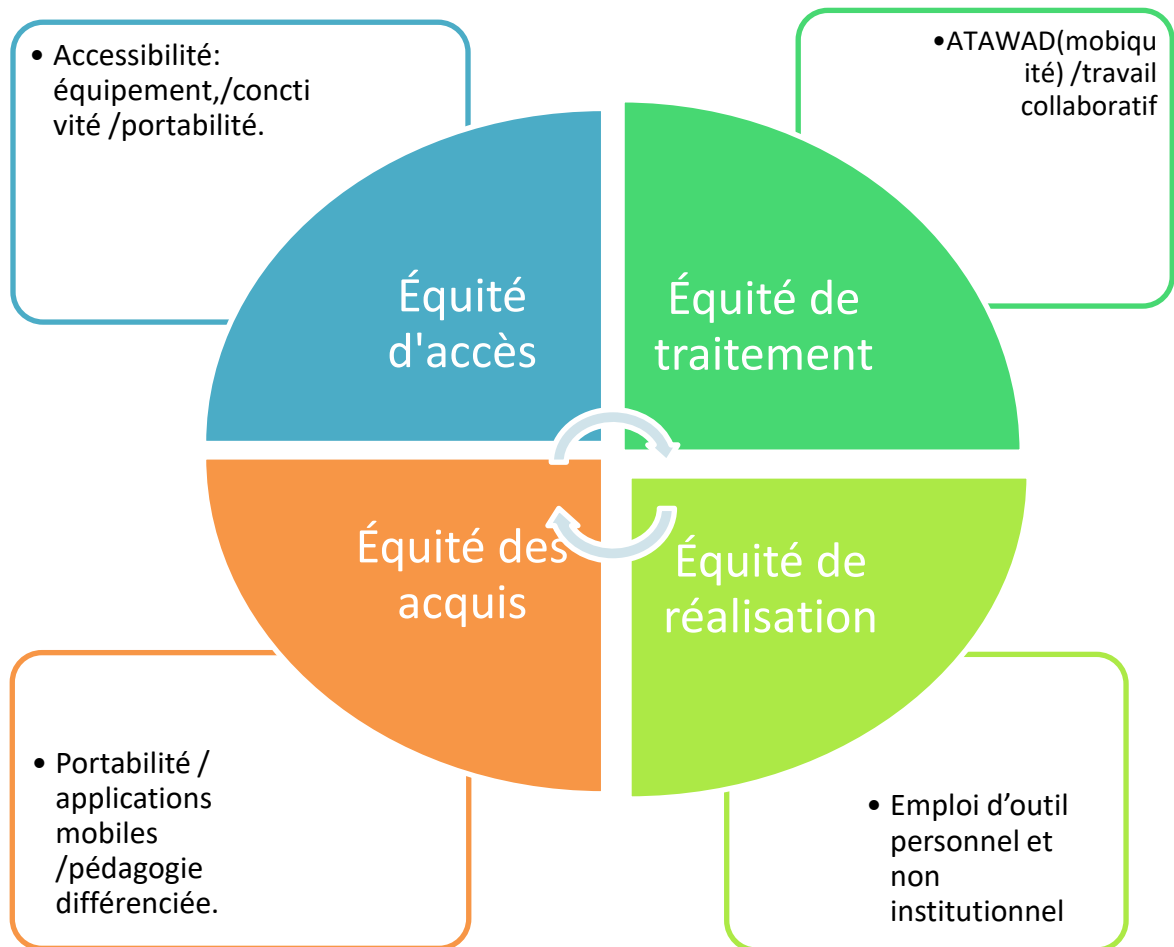 • Accessibilité:
équipement,/concti
vité /portabilité.
•ATAWAD(mobiqu
ité) /travail
collaboratif
Équité
d'accès
Équité de
traitement
Équité des
acquis
Équité de
réalisation
• Portabilité /
applications
mobiles
/pédagogie
différenciée.
• Emploi d’outil
personnel et
non
institutionnel